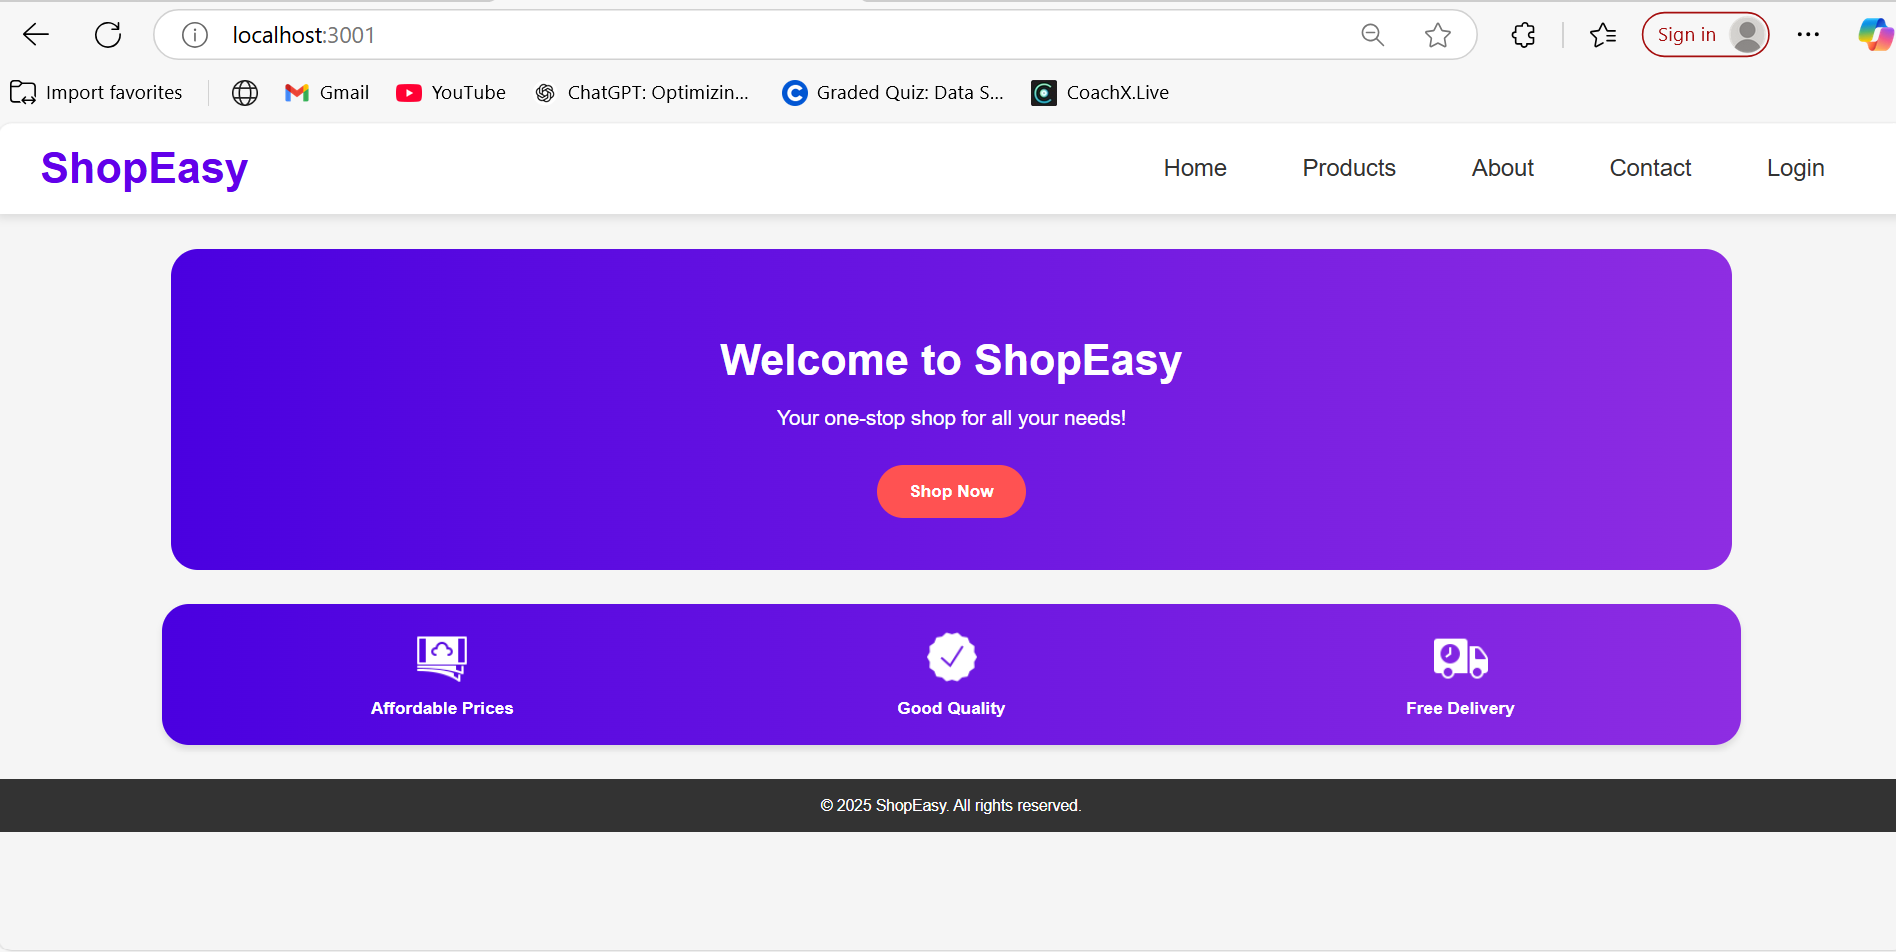 localhost:3001
Sign in
Import favorites
Gmail
YouTube
ChatGPT: Optimizin...
Graded Quiz: Data S...
CoachX.Live
ShopEasy
Home
Products
About
Contact
Login
Welcome to ShopEasy
Your one-stop shop for all your needs!
Shop Now
Affordable Prices
Good Quality
Free Delivery
© 2025 ShopEasy. All rights reserved.